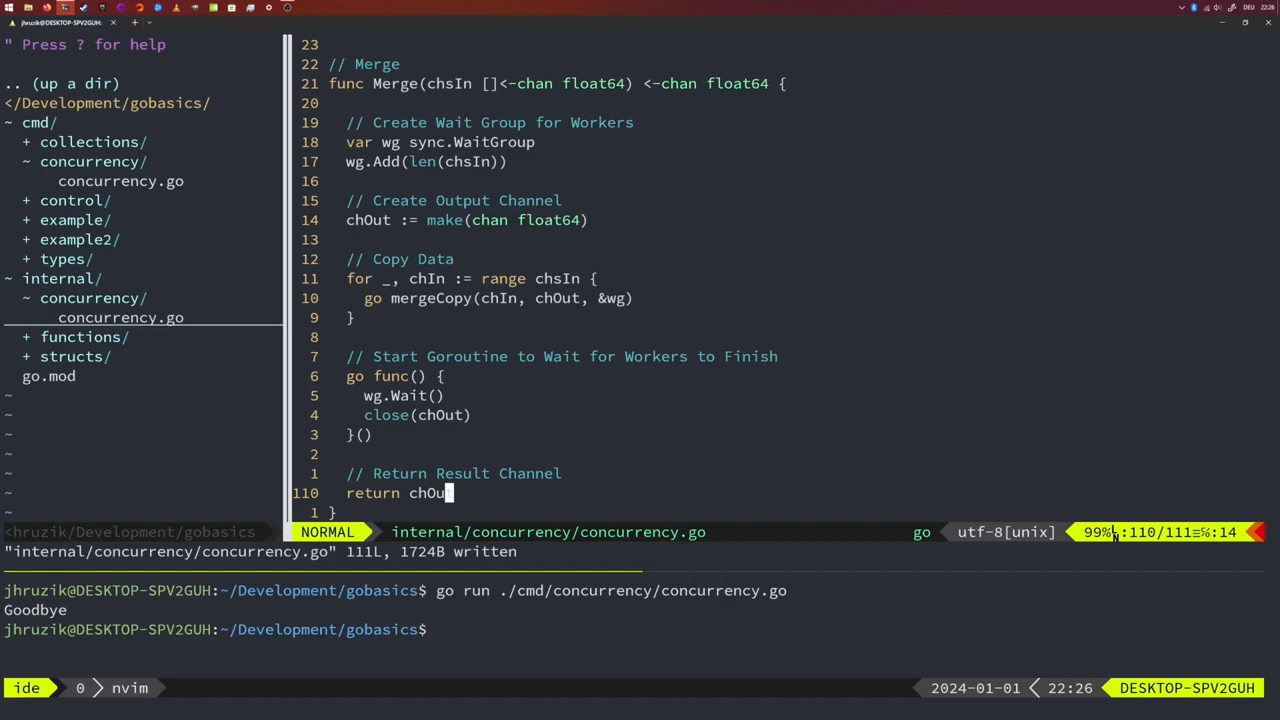 DEU 22:26
jhruzik@DESKTOP-SPV2GUH:
" Press ? for help
.. (up a dir)
</Development/gobasics/
~ cmd/
+ collections/
~ concurrency/
concurrency.go
+ control/
+ example/
+ example2/
+ types/
~ internal/
~ concurrency/
concurrency.go
+ functions/
+ structs/
go.mod
~
~
~
~
~
~
~
23
22 // Merge
21 func Merge(chsIn []<-chan float64) <-chan float64 {
20
19 // Create Wait Group for Workers
18 var wg sync.WaitGroup
17 wg.Add(len(chsIn))
16
15 // Create Output Channel
14 chOut := make(chan float64)
13
12 // Copy Data
11 for _, chIn := range chsIn {
10 go mergeCopy(chIn, chOut, &wg)
9 }
8
7 // Start Goroutine to Wait for Workers to Finish
6 go func() {
5 wg.Wait()
4 close(chOut)
3 }()
2
1 // Return Result Channel
110 return chOut
1 }
<hruzik/Development/gobasics NORMAL internal/concurrency/concurrency.go go utf-8[unix] 99% :110/111≡℅:14
"internal/concurrency/concurrency.go" 111L, 1724B written
jhruzik@DESKTOP-SPV2GUH:~/Development/gobasics$ go run ./cmd/concurrency/concurrency.go
Goodbye
jhruzik@DESKTOP-SPV2GUH:~/Development/gobasics$
ide 0 nvim 2024-01-01 22:26 DESKTOP-SPV2GUH